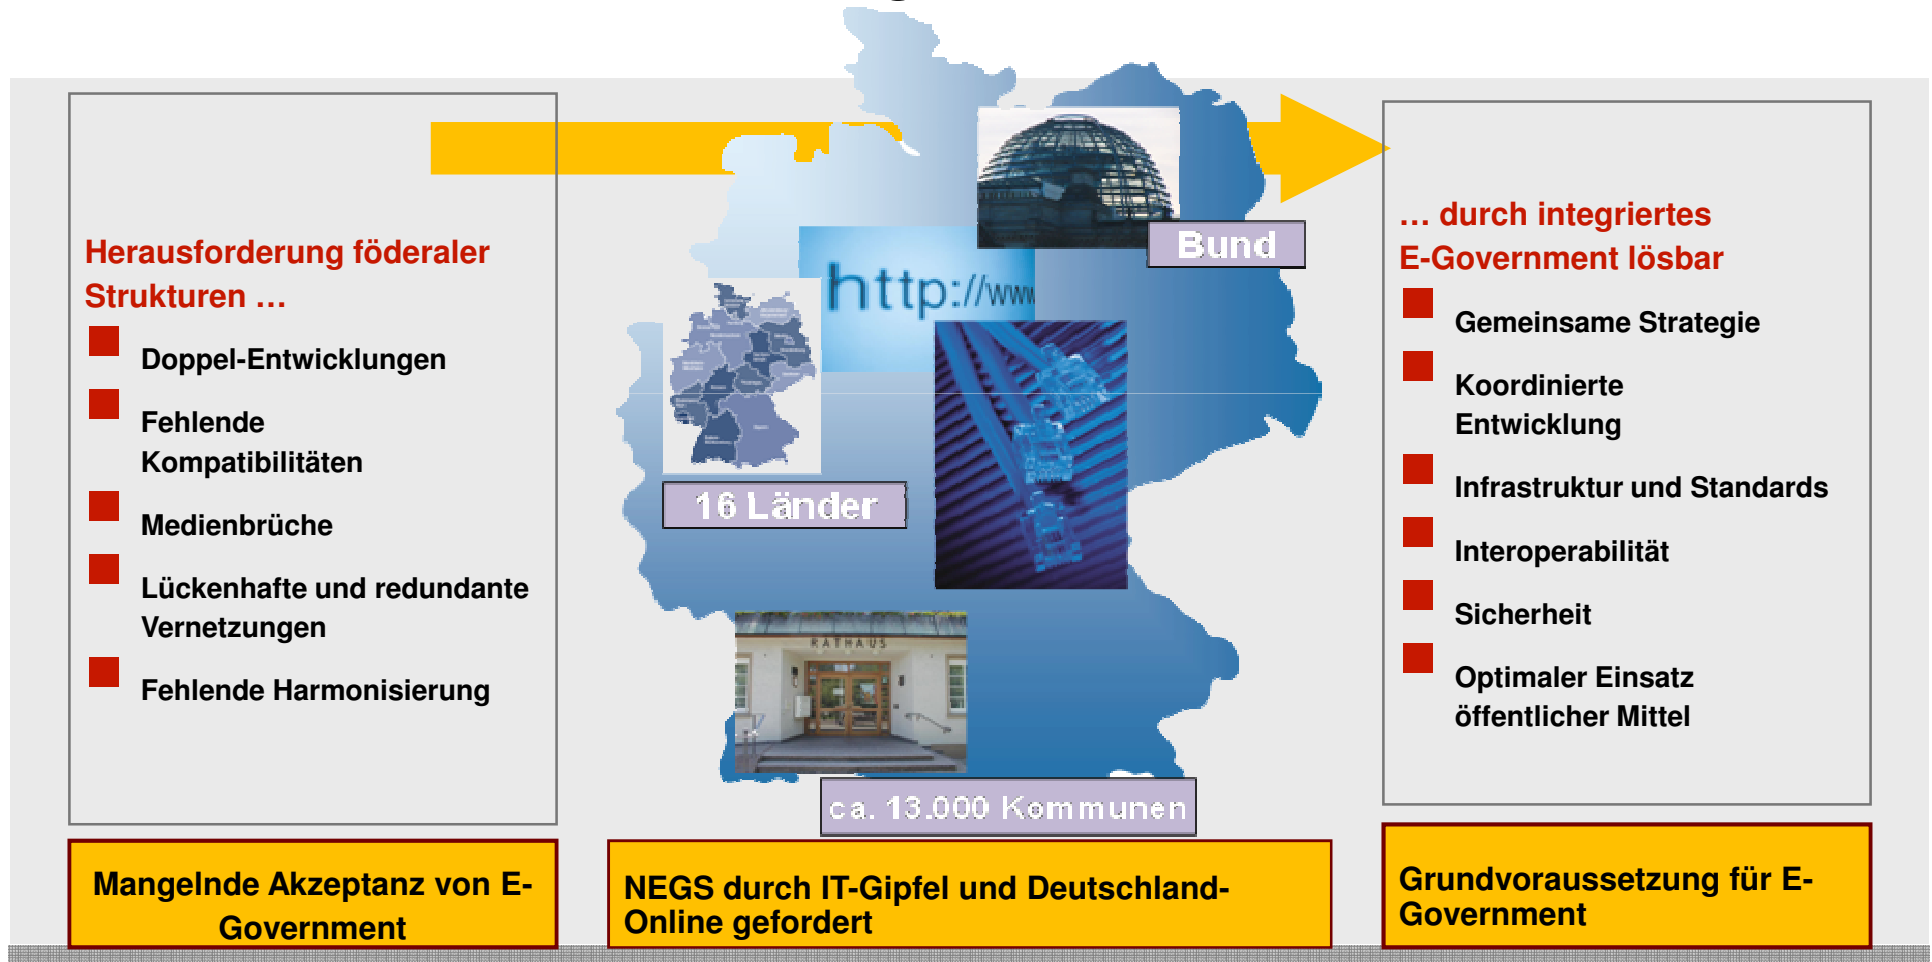 Herausforderung föderaler
Strukturen …
Doppel-Entwicklungen
Fehlende
Kompatibilitäten
Medienbrüche
Lückenhafte und redundante
Vernetzungen
Fehlende Harmonisierung
Mangelnde Akzeptanz von E-
Government
Bund
http://www
16 Länder
RATHAUS
ca. 13.000 Kommunen
NEGS durch IT-Gipfel und Deutschland-
Online gefordert
… durch integriertes
E-Government lösbar
Gemeinsame Strategie
Koordinierte
Entwicklung
Infrastruktur und Standards
Interoperabilität
Sicherheit
Optimaler Einsatz
öffentlicher Mittel
Grundvoraussetzung für E-
Government